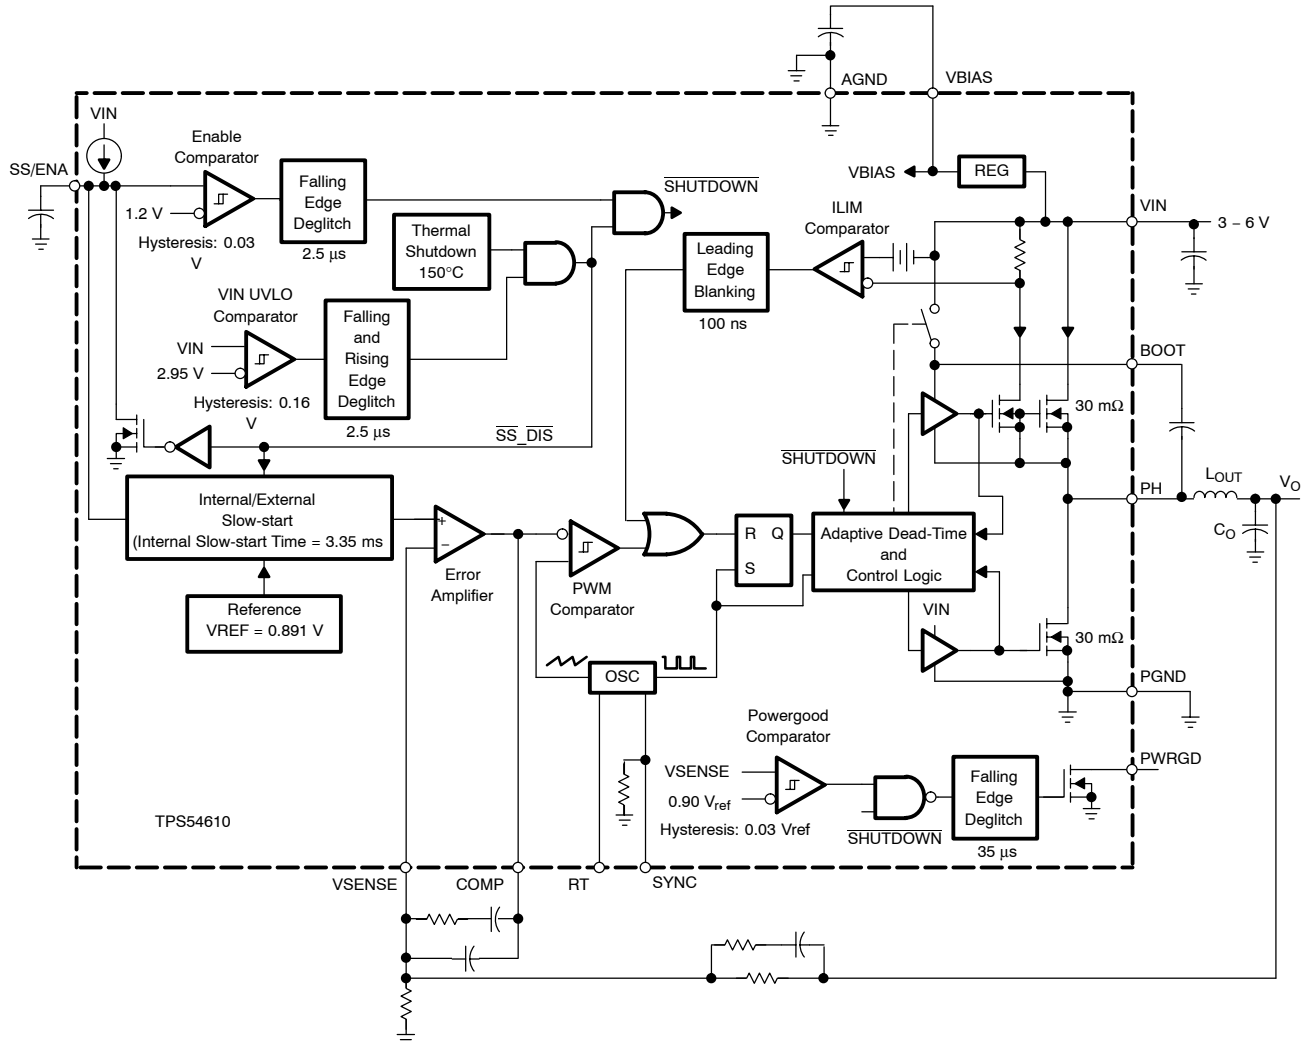 AGND
VBIAS
VIN
Enable
Comparator
SS/ENA
1.2 V
Hysteresis: 0.03
V
Falling
Edge
Deglitch
2.5 µs
SHUTDOWN
Thermal
Shutdown
150°C
VIN UVLO
Comparator
VIN
2.95 V
Hysteresis: 0.16
V
Falling
and
Rising
Edge
Deglitch
2.5 µs
SS_DIS
VBIAS
REG
ILIM
Comparator
Leading
Edge
Blanking
100 ns
VIN
3 – 6 V
BOOT
30 mΩ
SHUTDOWN
PH
LOUT
VO
CO
Internal/External
Slow-start
(Internal Slow-start Time = 3.35 ms
Reference
VREF = 0.891 V
+
−
Error
Amplifier
PWM
Comparator
R Q
S
Adaptive Dead-Time
and
Control Logic
VIN
30 mΩ
OSC
PGND
Powergood
Comparator
VSENSE
0.90 Vref
Hysteresis: 0.03 Vref
SHUTDOWN
Falling
Edge
Deglitch
35 µs
PWRGD
TPS54610
VSENSE
COMP
RT
SYNC